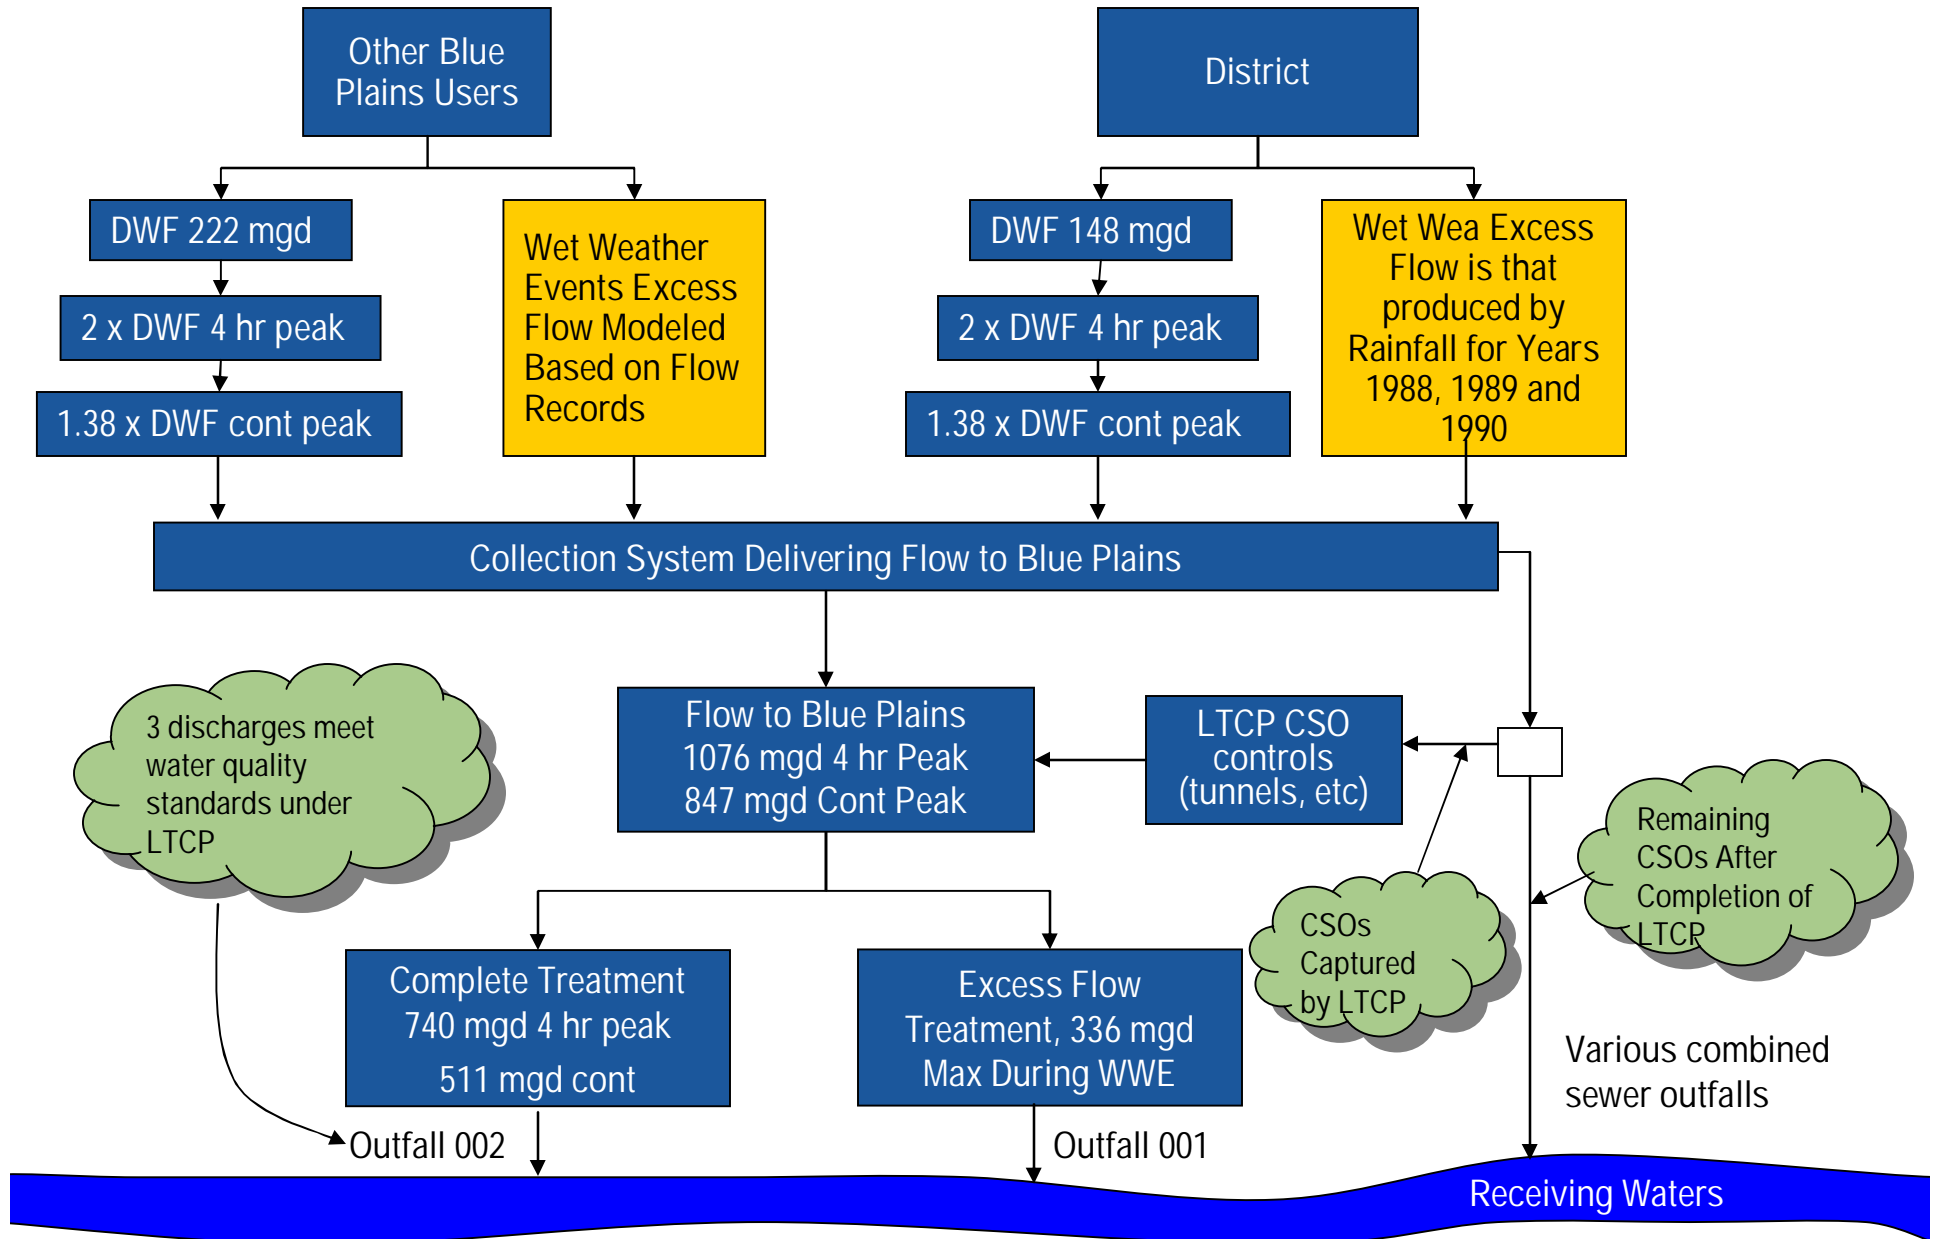 Other Blue
Plains Users
District
DWF 222 mgd
2 x DWF 4 hr peak
1.38 x DWF cont peak
Wet Weather
Events Excess
Flow Modeled
Based on Flow
Records
DWF 148 mgd
2 x DWF 4 hr peak
1.38 x DWF cont peak
Wet Wea Excess
Flow is that
produced by
Rainfall for Years
1988, 1989 and
1990
Collection System Delivering Flow to Blue Plains
3 discharges meet
water quality
standards under
LTCP
Flow to Blue Plains
1076 mgd 4 hr Peak
847 mgd Cont Peak
LTCP CSO
controls
(tunnels, etc)
Remaining
CSOs After
Completion of
LTCP
CSOs
Captured
by LTCP
Complete Treatment
740 mgd 4 hr peak
511 mgd cont
Excess Flow
Treatment, 336 mgd
Max During WWE
Various combined
sewer outfalls
Outfall 002
Outfall 001
Receiving Waters